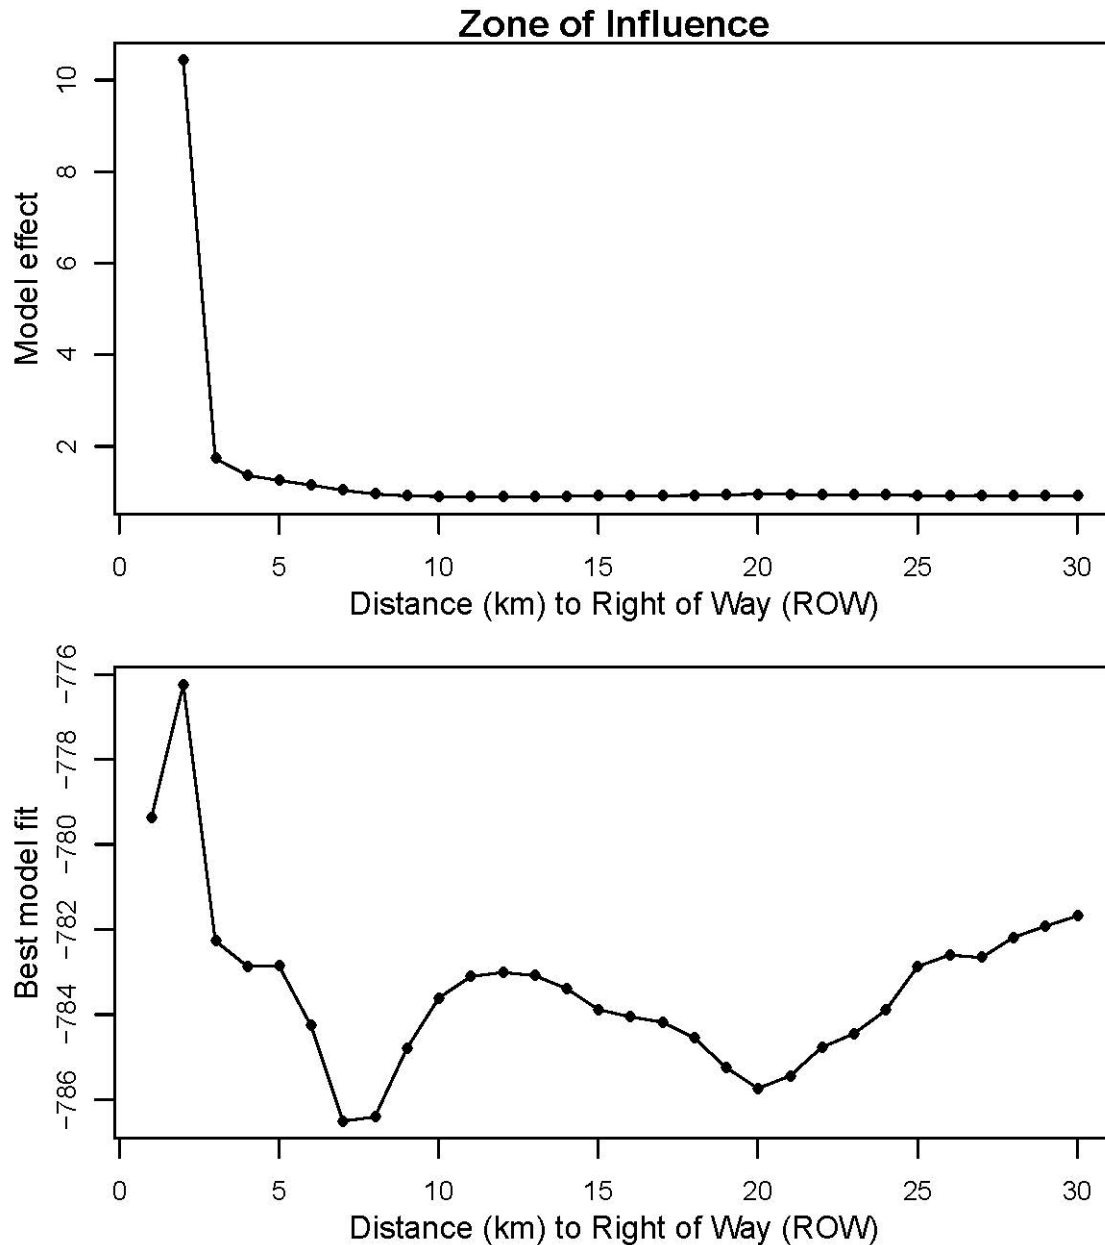 Zone of Influence
Model effect
10
8
6
4
2
0 5 10 15 20 25 30
Distance (km) to Right of Way (ROW)
Best model fit
−776
−778
−780
−782
−784
−786
0 5 10 15 20 25 30
Distance (km) to Right of Way (ROW)